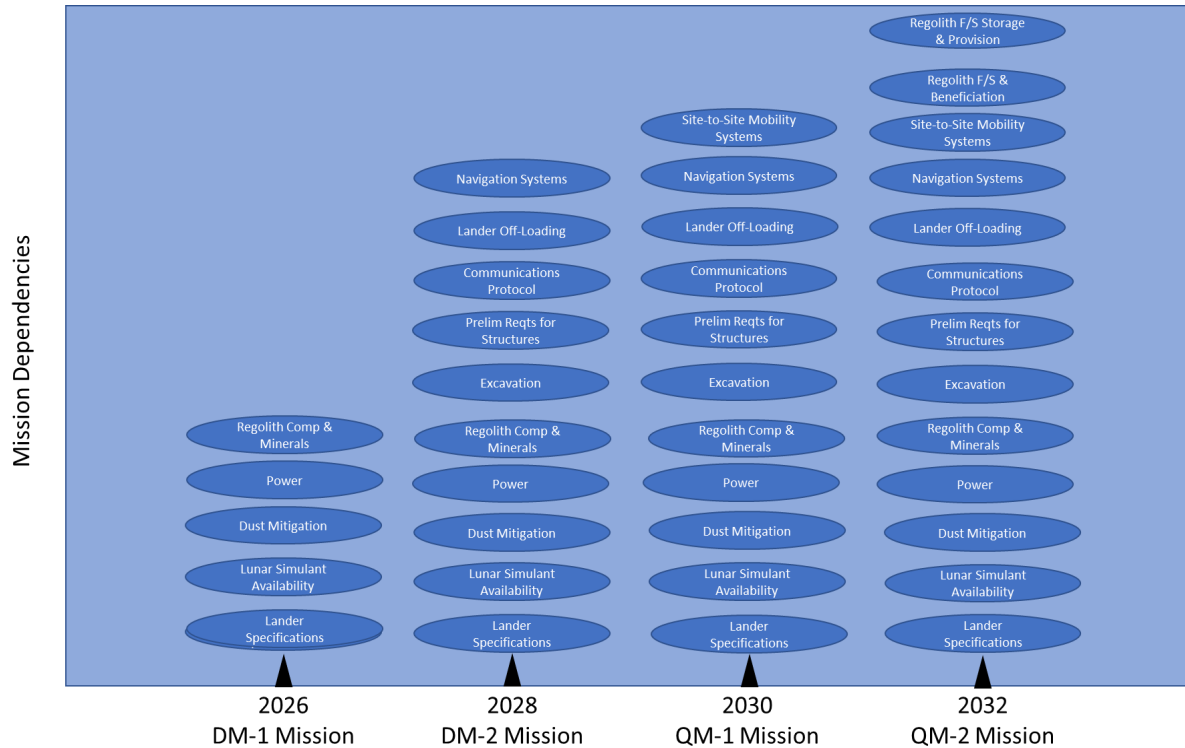 Mission Dependencies
Regolith Comp &
Minerals
Power
Dust Mitigation
Lunar Simulant
Availability
Lander
Specifications
2026
DM-1 Mission
Navigation Systems
Lander Off-Loading
Communications
Protocol
Prelim Reqts for
Structures
Excavation
Regolith Comp &
Minerals
Power
Dust Mitigation
Lunar Simulant
Availability
Lander
Specifications
2028
DM-2 Mission
Site-to-Site Mobility
Systems
Navigation Systems
Lander Off-Loading
Communications
Protocol
Prelim Reqts for
Structures
Excavation
Regolith Comp &
Minerals
Power
Dust Mitigation
Lunar Simulant
Availability
Lander
Specifications
2030
QM-1 Mission
Regolith F/S Storage
& Provision
Regolith F/S &
Beneficiation
Site-to-Site Mobility
Systems
Navigation Systems
Lander Off-Loading
Communications
Protocol
Prelim Reqts for
Structures
Excavation
Regolith Comp &
Minerals
Power
Dust Mitigation
Lunar Simulant
Availability
Lander
Specifications
2032
QM-2 Mission